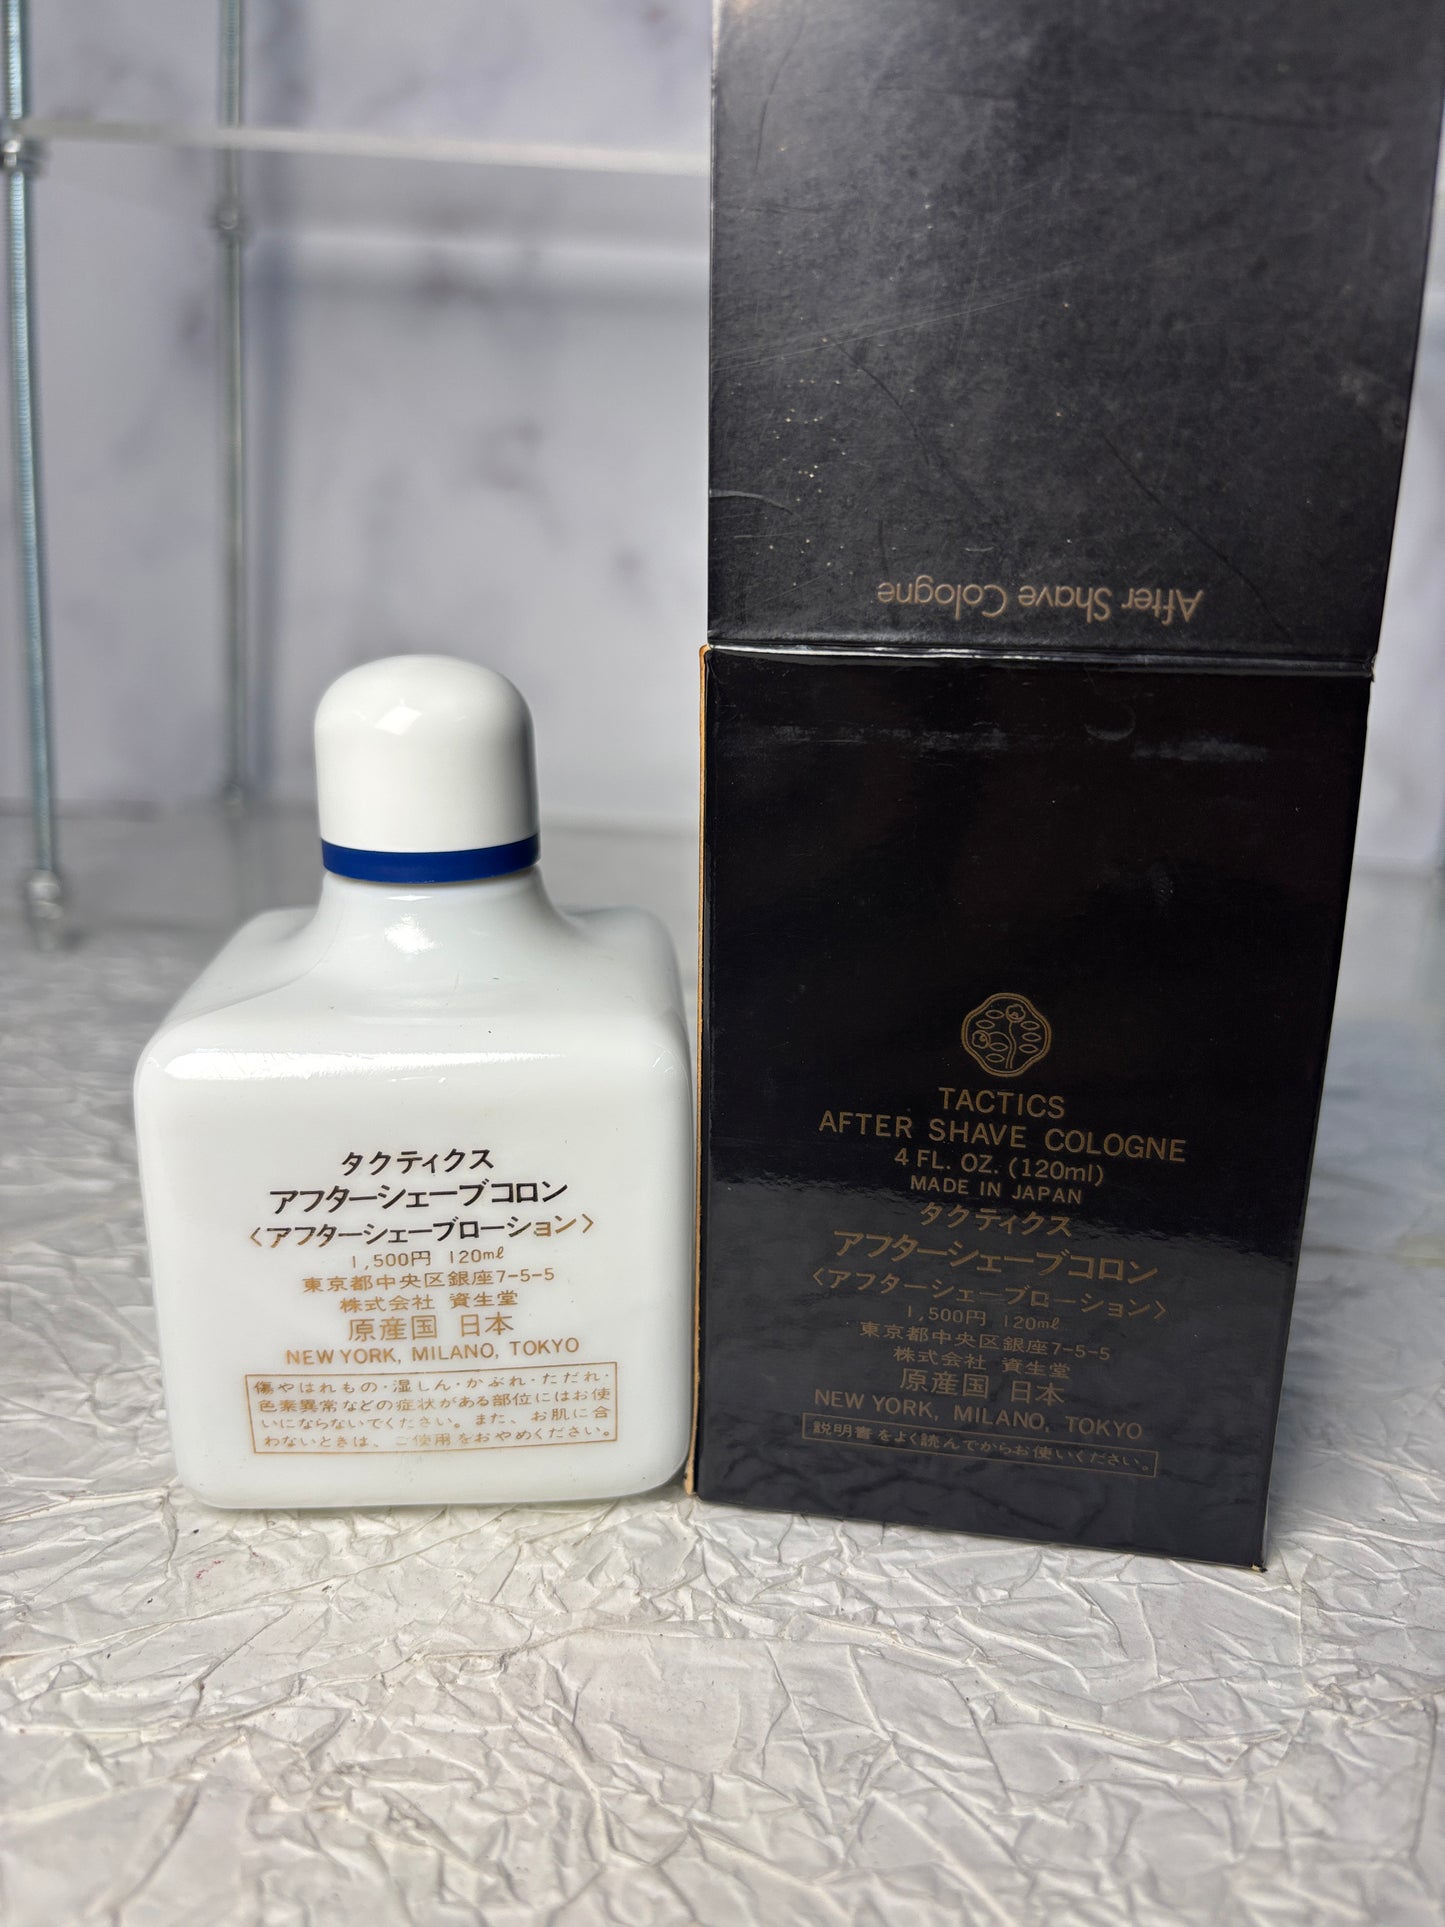 After Shave Cologne
タクティクス
アフターシェーブコロン
〈アフターシェーブローション〉
1,500円 120ml
東京都中央区銀座7-5-5
株式会社 資生堂
原産国 日本
NEW YORK, MILANO, TOKYO
傷やはれもの・湿しん・かぶれ・ただれ・
色素異常などの症状がある部位にはお使
いにならないでください。また、お肌に合
わないときは、ご使用をおやめください。
TACTICS
AFTER SHAVE COLOGNE
4 FL. OZ. (120ml)
MADE IN JAPAN
タクティクス
アフターシェーブコロン
〈アフターシェーブローション〉
1,500円 120ml
東京都中央区銀座7-5-5
株式会社 資生堂
原産国 日本
NEW YORK, MILANO, TOKYO
説明書をよく読んでからお使いください。